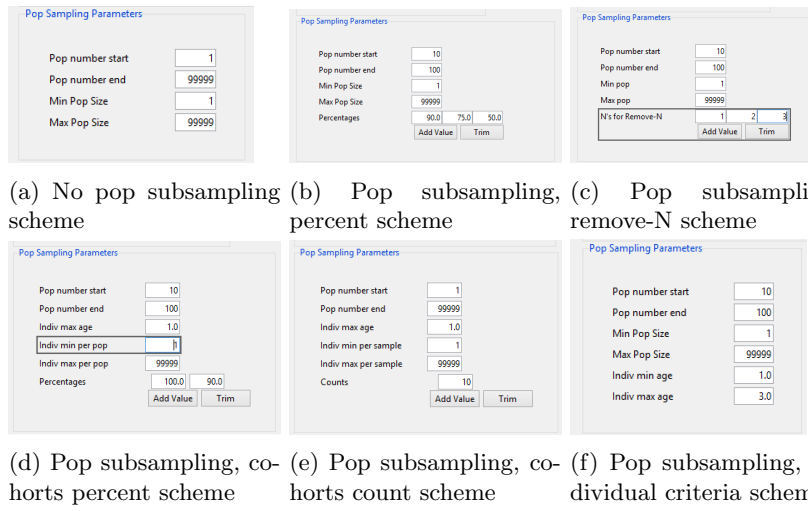 Pop Sampling Parameters
Pop number start 1
Pop number end 99999
Min Pop Size 1
Max Pop Size 99999
(a) No pop subsampling
scheme
Pop Sampling Parameters
Pop number start 10
Pop number end 100
Min Pop Size 1
Max Pop Size 99999
Percentages 90.0 75.0 50.0
Add Value Trim
(b) Pop subsampling,
percent scheme
Pop Sampling Parameters
Pop number start 10
Pop number end 100
Min pop 1
Max pop 99999
N's for Remove-N 1 2 3
Add Value Trim
(c) Pop subsampli
remove-N scheme
Pop Sampling Parameters
Pop number start 10
Pop number end 100
Indiv max age 1.0
Indiv min per pop 1
Indiv max per pop 99999
Percentages 100.0 90.0
Add Value Trim
(d) Pop subsampling, co-
horts percent scheme
Pop Sampling Parameters
Pop number start 1
Pop number end 99999
Indiv max age 1.0
Indiv min per sample 1
Indiv max per sample 99999
Counts 10
Add Value Trim
(e) Pop subsampling, co-
horts count scheme
Pop Sampling Parameters
Pop number start 10
Pop number end 100
Min Pop Size 1
Max Pop Size 99999
Indiv min age 1.0
Indiv max age 3.0
(f) Pop subsampling,
dividual criteria schem